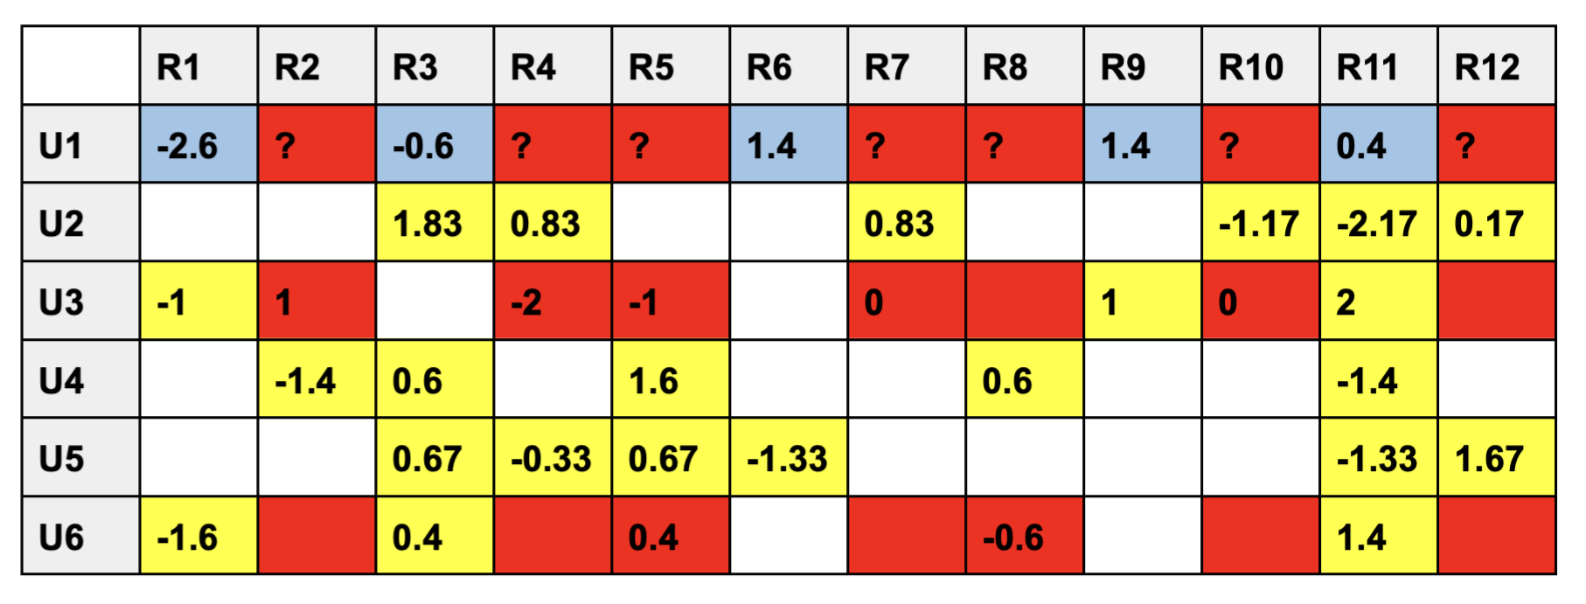 R1 R2 R3 R4 R5 R6 R7 R8 R9 R10 R11 R12
U1 -2.6 ? -0.6 ? ? 1.4 ? ? 1.4 ? 0.4 ?
U2 1.83 0.83 0.83 -1.17 -2.17 0.17
U3 -1 1 -2 -1 0 1 0 2
U4 -1.4 0.6 1.6 0.6 -1.4
U5 0.67 -0.33 0.67 -1.33 -1.33 1.67
U6 -1.6 0.4 0.4 -0.6 1.4